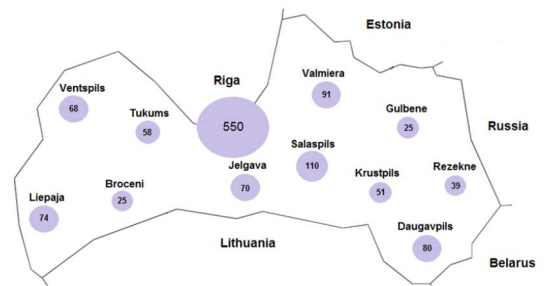 Estonia
Valmiera
91
Riga
550
Ventspils
68
Tukums
58
Gulbene
25
Russia
Salaspils
110
Jelgava
70
Krustpils
51
Rezekne
39
Broceni
25
Liepaja
74
Daugavpils
80
Lithuania
Belarus